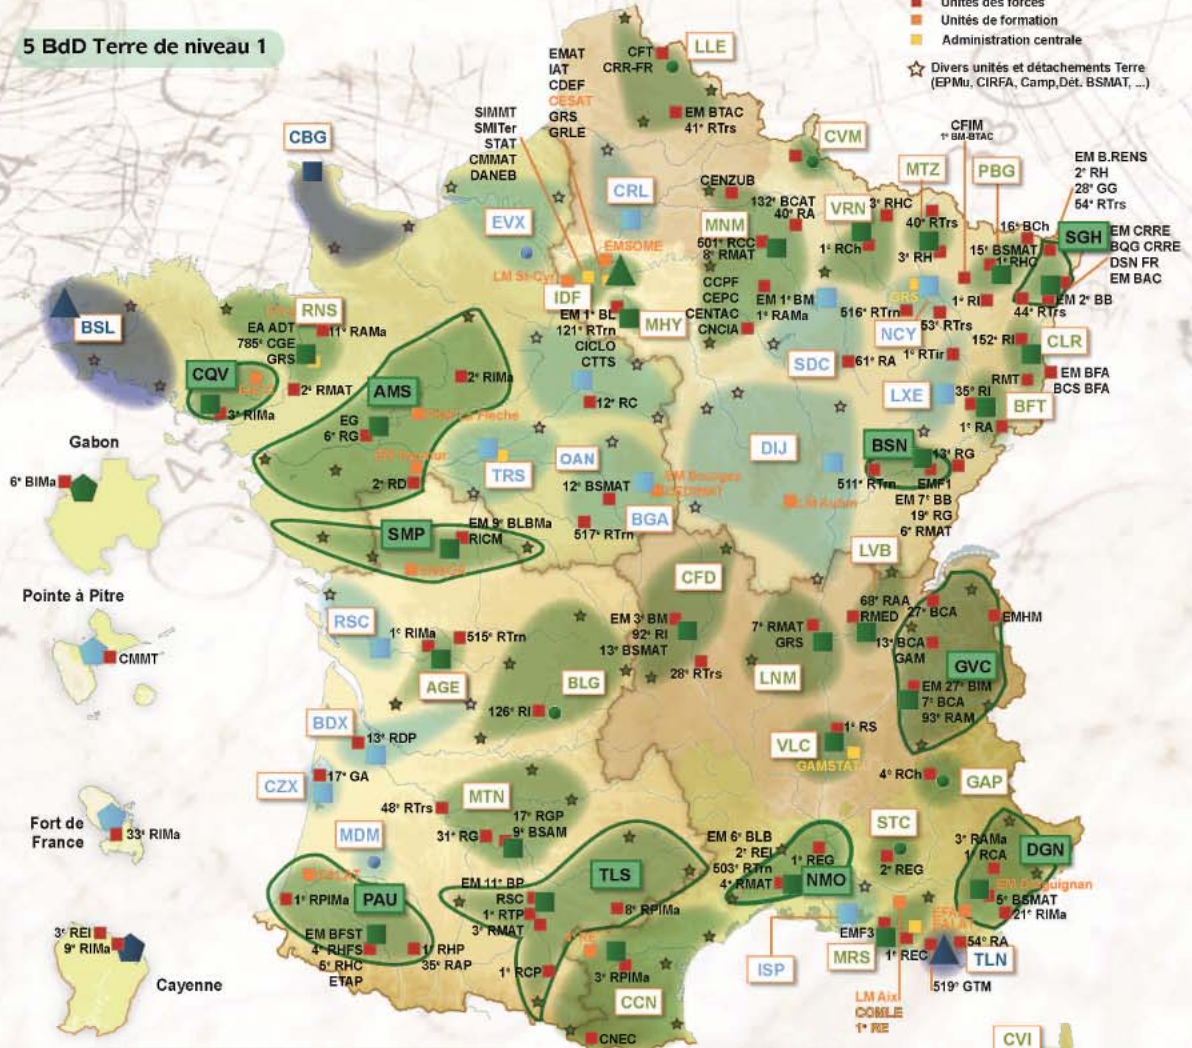 5 BdD Terre de niveau 1
Unités des forces
Unités de formation
Administration centrale
Divers unités et détachements Terre
(EPMu, CIRFA, Camp,Dét. BSMAT, ...)
EMAT
IAT
CDEF
CESAT
GRS
GRLE
SIMMT
SMITer
STAT
CMMAT
DANEB
CFT
CRR-FR
LLE
EM BTAC
41ᵉ RTrs
CBG
CRL
EVX
CVM
CFIM
1ᵉ BM-BTAC
MTZ
PBG
EM B.RENS
2ᵉ RH
28ᵉ GG
54ᵉ RTrs
CENZUB
132ᵉ BCAT
40ᵉ RA
VRN
3ᵉ RHC
40ᵉ RTrs
16ᵉ BCh
SGH
EM CRRE
BQG CRRE
DSN FR
EM BAC
MNM
501ᵉ RCC
8ᵉ RMAT
1ᵉ RCh
3ᵉ RH
15ᵉ BSMAT
1ᵉ RHC
EMSOME
LM St-Cyr
IDF
CCPF
CEPC
CENTAC
CNCIA
EM 1ᵉ BM
1ᵉ RAMa
GRS
1ᵉ RI
EM 2ᵉ BB
44ᵉ RTrs
516ᵉ RTrn
53ᵉ RTrs
NCY
EM 1ᵉ BL
121ᵉ RTrn
CICLO
CTTS
MHY
BSL
RNS
EA ADT
785ᵉ CGE
GRS
11ᵉ RAMa
152ᵉ RI
CLR
SDC
61ᵉ RA
1ᵉ RTir
RMT
EM BFA
BCS BFA
CQV
2ᵉ RMAT
3ᵉ RIMa
AMS
2ᵉ RIMa
12ᵉ RC
LXE
35ᵉ RI
BFT
1ᵉ RA
EG
6ᵉ RG
2ᵉ RD
TRS
OAN
DIJ
BSN
13ᵉ RG
511ᵉ RTrn
EMF1
EM 7ᵉ BB
19ᵉ RG
6ᵉ RMAT
12ᵉ BSMAT
EM Bourges
BGA
517ᵉ RTrn
Gabon
6ᵉ BIMa
SMP
EM 9ᵉ BLBMa
RICM
LVB
Pointe à Pitre
CMMT
RSC
CFD
EM 3ᵉ BM
92ᵉ RI
13ᵉ BSMAT
28ᵉ RTrs
7ᵉ RMAT
GRS
LNM
68ᵉ RAA
RMED
27ᵉ BCA
EMHM
13ᵉ BCA
GAM
GVC
EM 27ᵉ BIM
7ᵉ BCA
93ᵉ RAM
1ᵉ RIMa
515ᵉ RTrn
AGE
BLG
126ᵉ RI
BDX
13ᵉ RDP
1ᵉ RS
VLC
GAMSTAT
CZX
17ᵉ GA
4ᵉ RCh
GAP
Fort de
France
33ᵉ RIMa
48ᵉ RTrs
MTN
17ᵉ RGP
31ᵉ RG
9ᵉ BSAM
MDM
STC
2ᵉ REG
EM 6ᵉ BLB
2ᵉ REI
503ᵉ RTrn
4ᵉ RMAT
1ᵉ REG
NMO
3ᵉ RAMa
1ᵉ RCA
DGN
EM Draguignan
5ᵉ BSMAT
21ᵉ RIMa
1ᵉ RPIMa
PAU
EM BFST
4ᵉ RHFS
5ᵉ RHC
ETAP
1ᵉ RHP
35ᵉ RAP
EM 11ᵉ BP
RSC
1ᵉ RTP
3ᵉ RMAT
TLS
8ᵉ RPIMa
1ᵉ RCP
3ᵉ RPIMa
CCN
CNEC
Cayenne
3ᵉ REI
9ᵉ RIMa
ISP
EMF3
MRS
1ᵉ REC
54ᵉ RA
TLN
519ᵉ GTM
LM Aix
COMLE
1ᵉ RE
CVI